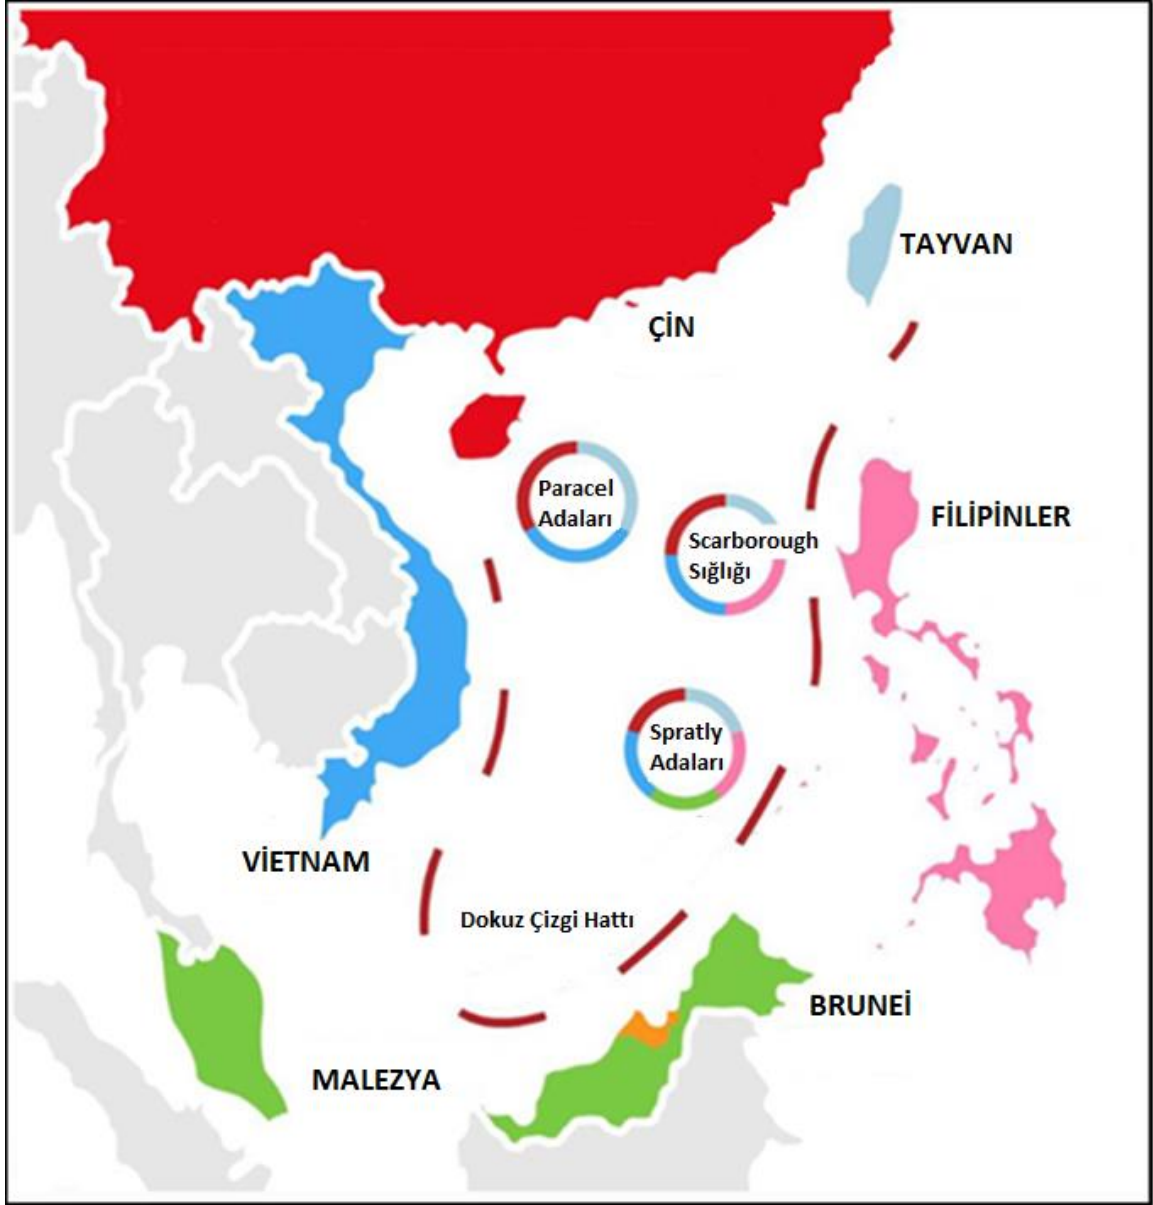 TAYVAN
ÇİN
Paracel
Adaları
FİLİPİNLER
Scarborough
Sığlığı
Spratly
Adaları
VİETNAM
Dokuz Çizgi Hattı
BRUNEİ
MALEZYA